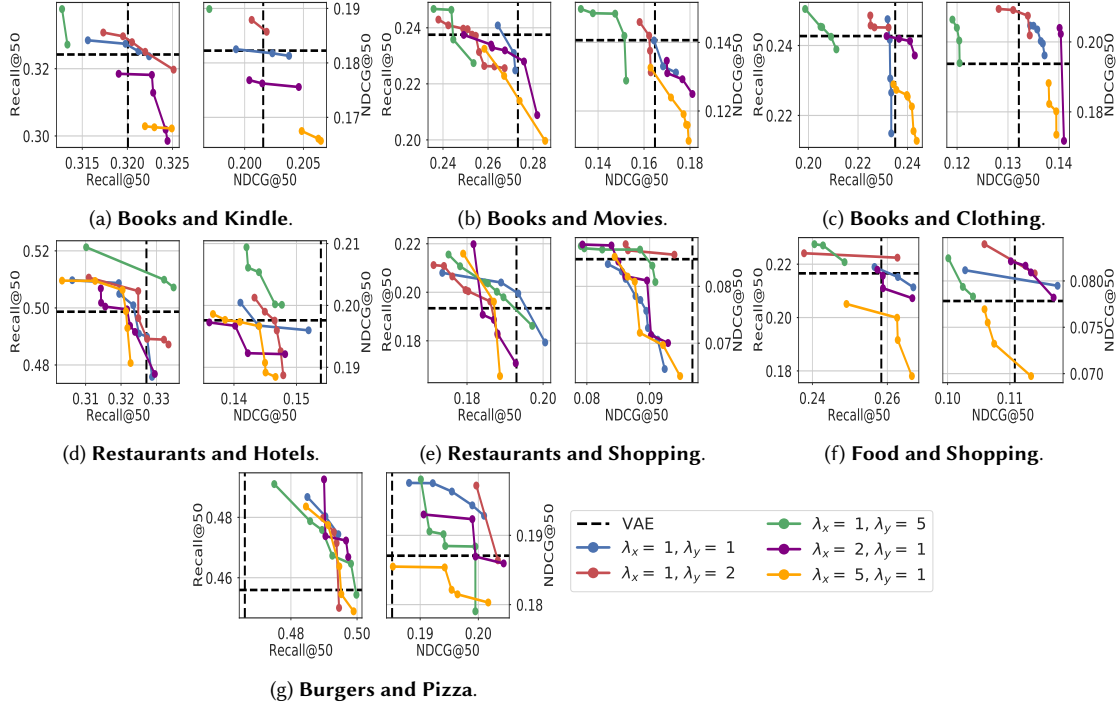 Recall@50
0.32
0.30
0.315
0.320
0.325
Recall@50
NDCG@50
0.19
0.18
0.17
0.200
0.205
NDCG@50
(a) Books and Kindle.
Recall@50
0.24
0.22
0.20
0.24
0.26
0.28
Recall@50
NDCG@50
0.14
0.12
0.14
0.16
0.18
NDCG@50
(b) Books and Movies.
Recall@50
0.24
0.22
0.20
0.22
0.24
Recall@50
NDCG@50
0.20
0.18
0.12
0.13
0.14
NDCG@50
(c) Books and Clothing.
Recall@50
0.52
0.50
0.48
0.31
0.32
0.33
Recall@50
NDCG@50
0.21
0.20
0.19
0.14
0.15
NDCG@50
(d) Restaurants and Hotels.
Recall@50
0.22
0.20
0.18
0.16
0.18
0.20
Recall@50
NDCG@50
0.08
0.07
0.08
0.09
NDCG@50
(e) Restaurants and Shopping.
Recall@50
0.22
0.20
0.18
0.24
0.26
Recall@50
NDCG@50
0.080
0.075
0.070
0.10
0.11
NDCG@50
(f) Food and Shopping.
Recall@50
0.48
0.46
0.48
0.50
Recall@50
NDCG@50
0.19
0.18
0.19
0.20
NDCG@50
(g) Burgers and Pizza.
VAE
λx = 1, λy = 1
λx = 1, λy = 2
λx = 1, λy = 5
λx = 2, λy = 1
λx = 5, λy = 1